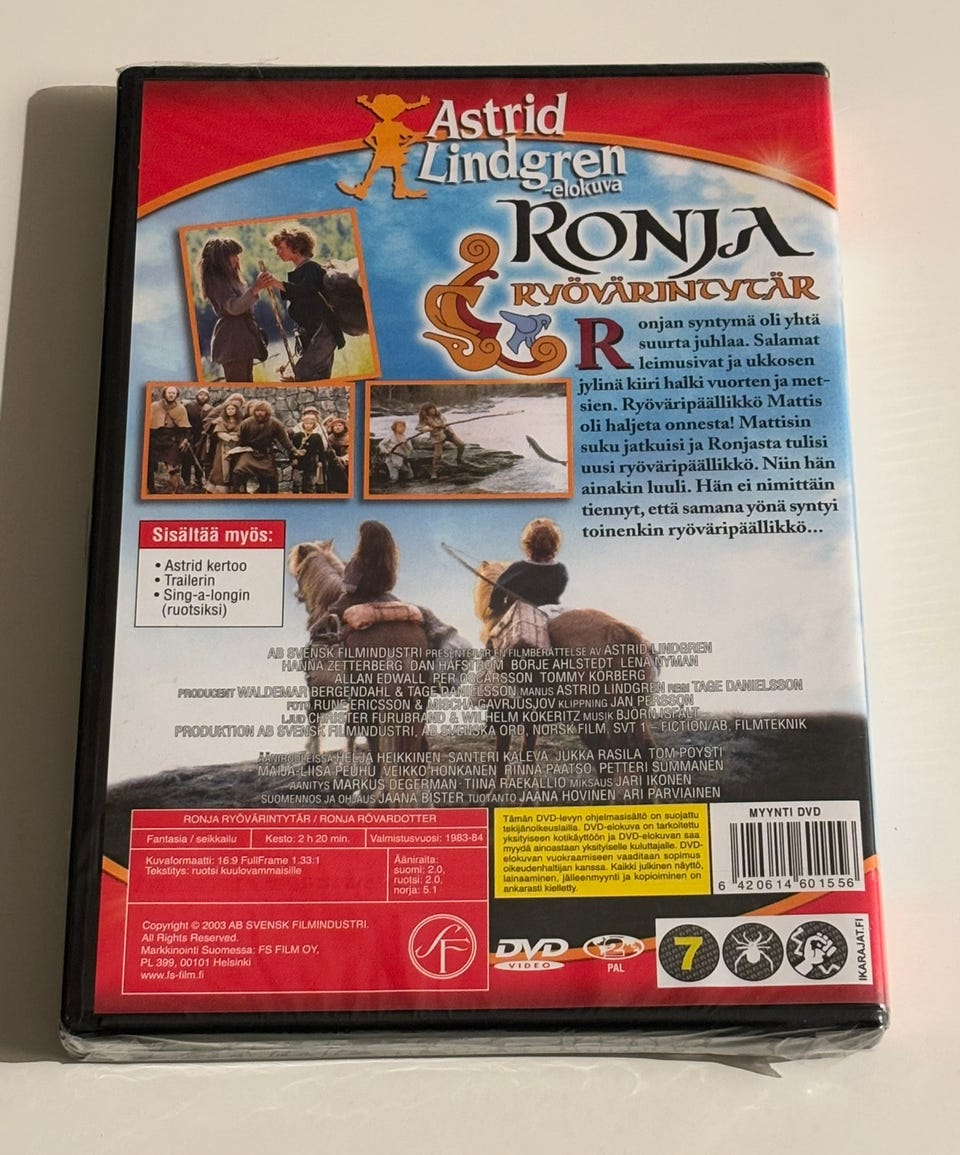 Astrid
Lindgren
-elokuva
RONJA
RYÖVÄRINTYTÄR
Ronjan syntymä oli yhtä
suurta juhlaa. Salamat
leimusivat ja ukkosen
jylinä kiiri halki vuorten ja met-
sien. Ryöväripäällikkö Mattis
oli haljeta onnesta! Mattisin
suku jatkuisi ja Ronjasta tulisi
uusi ryöväripäällikkö. Niin hän
ainakin luuli. Hän ei nimittäin
tiennyt, että samana yönä syntyi
toinenkin ryöväripäällikkö...
Sisältää myös:
• Astrid kertoo
• Trailerin
• Sing-a-longin
(ruotsiksi)
AB SVENSK FILMINDUSTRI PRESENTERAR EN FILMBERÄTTELSE AV ASTRID LINDGREN
HANNA ZETTERBERG DAN HÅFSTRÖM BÖRJE AHLSTEDT LENA NYMAN
ALLAN EDWALL PER OSCARSSON TOMMY KÖRBERG
PRODUCENT WALDEMAR BERGENDAHL & TAGE DANIELSSON MANUS ASTRID LINDGREN REGI TAGE DANIELSSON
FOTO RUNE ERICSSON & MISCHA GAVRJUSJOV KLIPPNING JAN PERSSON
LJUD CHRISTER FURUBRAND & WILHELM KÖKERITZ MUSIK BJÖRN ISFÄLT
PRODUKTION AB SVENSK FILMINDUSTRI, AB SVENSKA ORD, NORSK FILM, SVT 1 – FICTION/AB. FILMTEKNIK
ÄÄNIROOLEISSA HELJÄ HEIKKINEN SANTERI KALEVA JUKKA RASILA TOM PÖYSTI
MAIJA-LIISA PEUHU VEIKKO HONKANEN RINNA PAATSO PETTERI SUMMANEN
ÄÄNITYS MARKUS DEGERMAN TIINA RAEKALLIO MIKSAUS JARI IKONEN
SUOMENNOS JA OHJAUS JAANA BISTER TUOTANTO JAANA HOVINEN ARI PARVIAINEN
RONJA RYÖVÄRINTYTÄR / RONJA RÖVARDOTTER
Fantasia / seikkailu Kesto: 2 h 20 min. Valmistusvuosi: 1983-84
Kuvaformaatti: 16:9 FullFrame 1.33:1
Tekstitys: ruotsi kuulovammaisille
Ääniraita:
suomi: 2.0,
ruotsi: 2.0,
norja: 5.1
Copyright © 2003 AB SVENSK FILMINDUSTRI.
All Rights Reserved.
Markkinointi Suomessa: FS FILM OY,
PL 399, 00101 Helsinki
www.fs-film.fi
SF
Tämän DVD-levyn ohjelmasisältö on suojattu
tekijänoikeuslailla. DVD-elokuva on tarkoitettu
yksityiseen kotikäyttöön ja DVD-elokuvan saa
myydä ainoastaan yksityiselle kuluttajalle. DVD-
elokuvan vuokraamiseen vaaditaan sopimus
oikeudenhaltijan kanssa. Kaikki julkinen näyttö,
lainaaminen, jälleenmyynti ja kopioiminen on
ankarasti kielletty.
MYYNTI DVD
6 420614 601556
DVD
VIDEO
2
PAL
7
IKARAJAT.FI